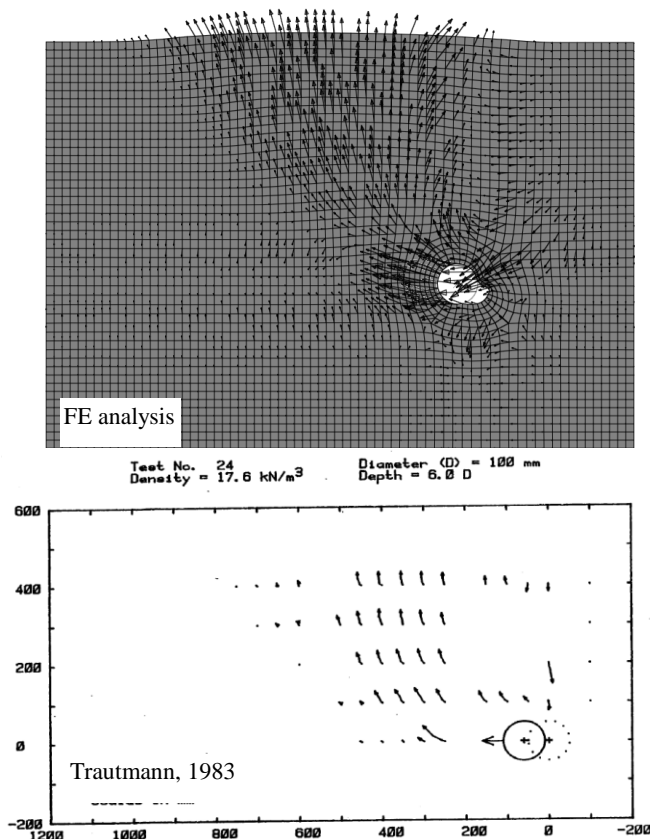 FE analysis
Test No. 24 Diameter (D) = 100 mm
Density = 17.6 kN/m³ Depth = 6.0 D
600
400
200
0
-200
Trautmann, 1983
1200 1000 800 600 400 200 0 -200